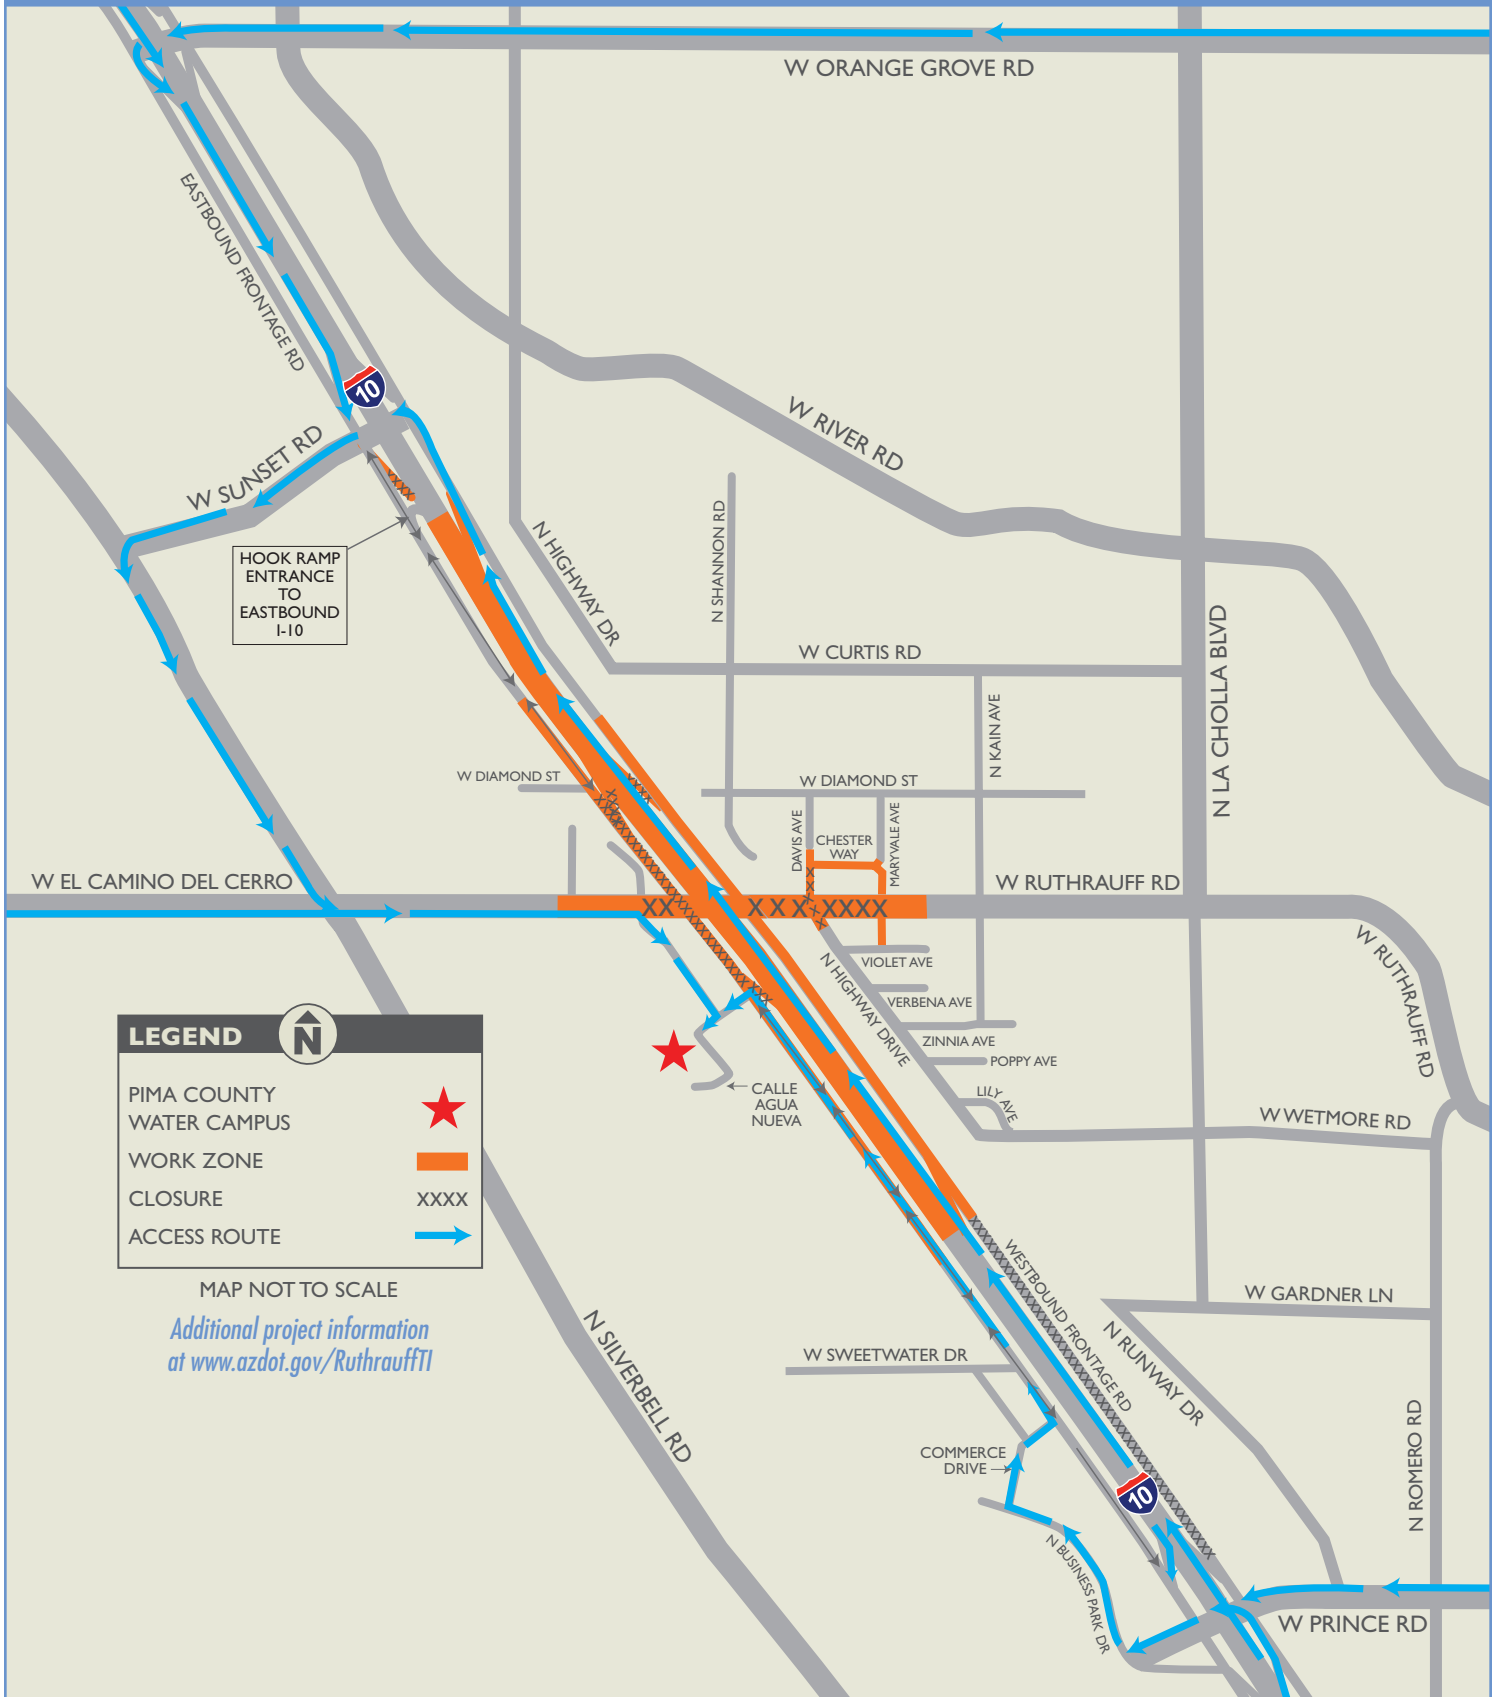 W ORANGE GROVE RD
EASTBOUND FRONTAGE RD
10
W RIVER RD
W SUNSET RD
XXXX
HOOK RAMP
ENTRANCE
TO
EASTBOUND
I-10
N HIGHWAY DR
N SHANNON RD
W CURTIS RD
N LA CHOLLA BLVD
N KAIN AVE
W DIAMOND ST
W DIAMOND ST
XXXX
DAVIS AVE
CHESTER
WAY
MARYVALE AVE
W EL CAMINO DEL CERRO
XX
X X X XXXX
W RUTHRAUFF RD
W RUTHRAUFF RD
N HIGHWAY DRIVE
VIOLET AVE
VERBENA AVE
ZINNIA AVE
POPPY AVE
LILY AVE
CALLE
AGUA
NUEVA
W WETMORE RD
LEGEND
N
PIMA COUNTY
WATER CAMPUS
WORK ZONE
CLOSURE
XXXX
ACCESS ROUTE
MAP NOT TO SCALE
Additional project information
at www.azdot.gov/RuthrauffTI
WESTBOUND FRONTAGE RD
W GARDNER LN
N RUNWAY DR
N SILVERBELL RD
W SWEETWATER DR
N ROMERO RD
COMMERCE
DRIVE
10
N BUSINESS PARK DR
W PRINCE RD